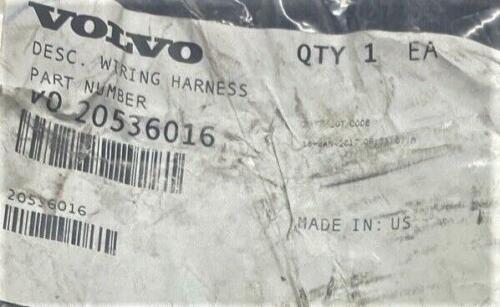 VOLVO
QTY 1 EA
DESC. WIRING HARNESS
PART NUMBER
VO 20536016
20536016
MADE IN: US